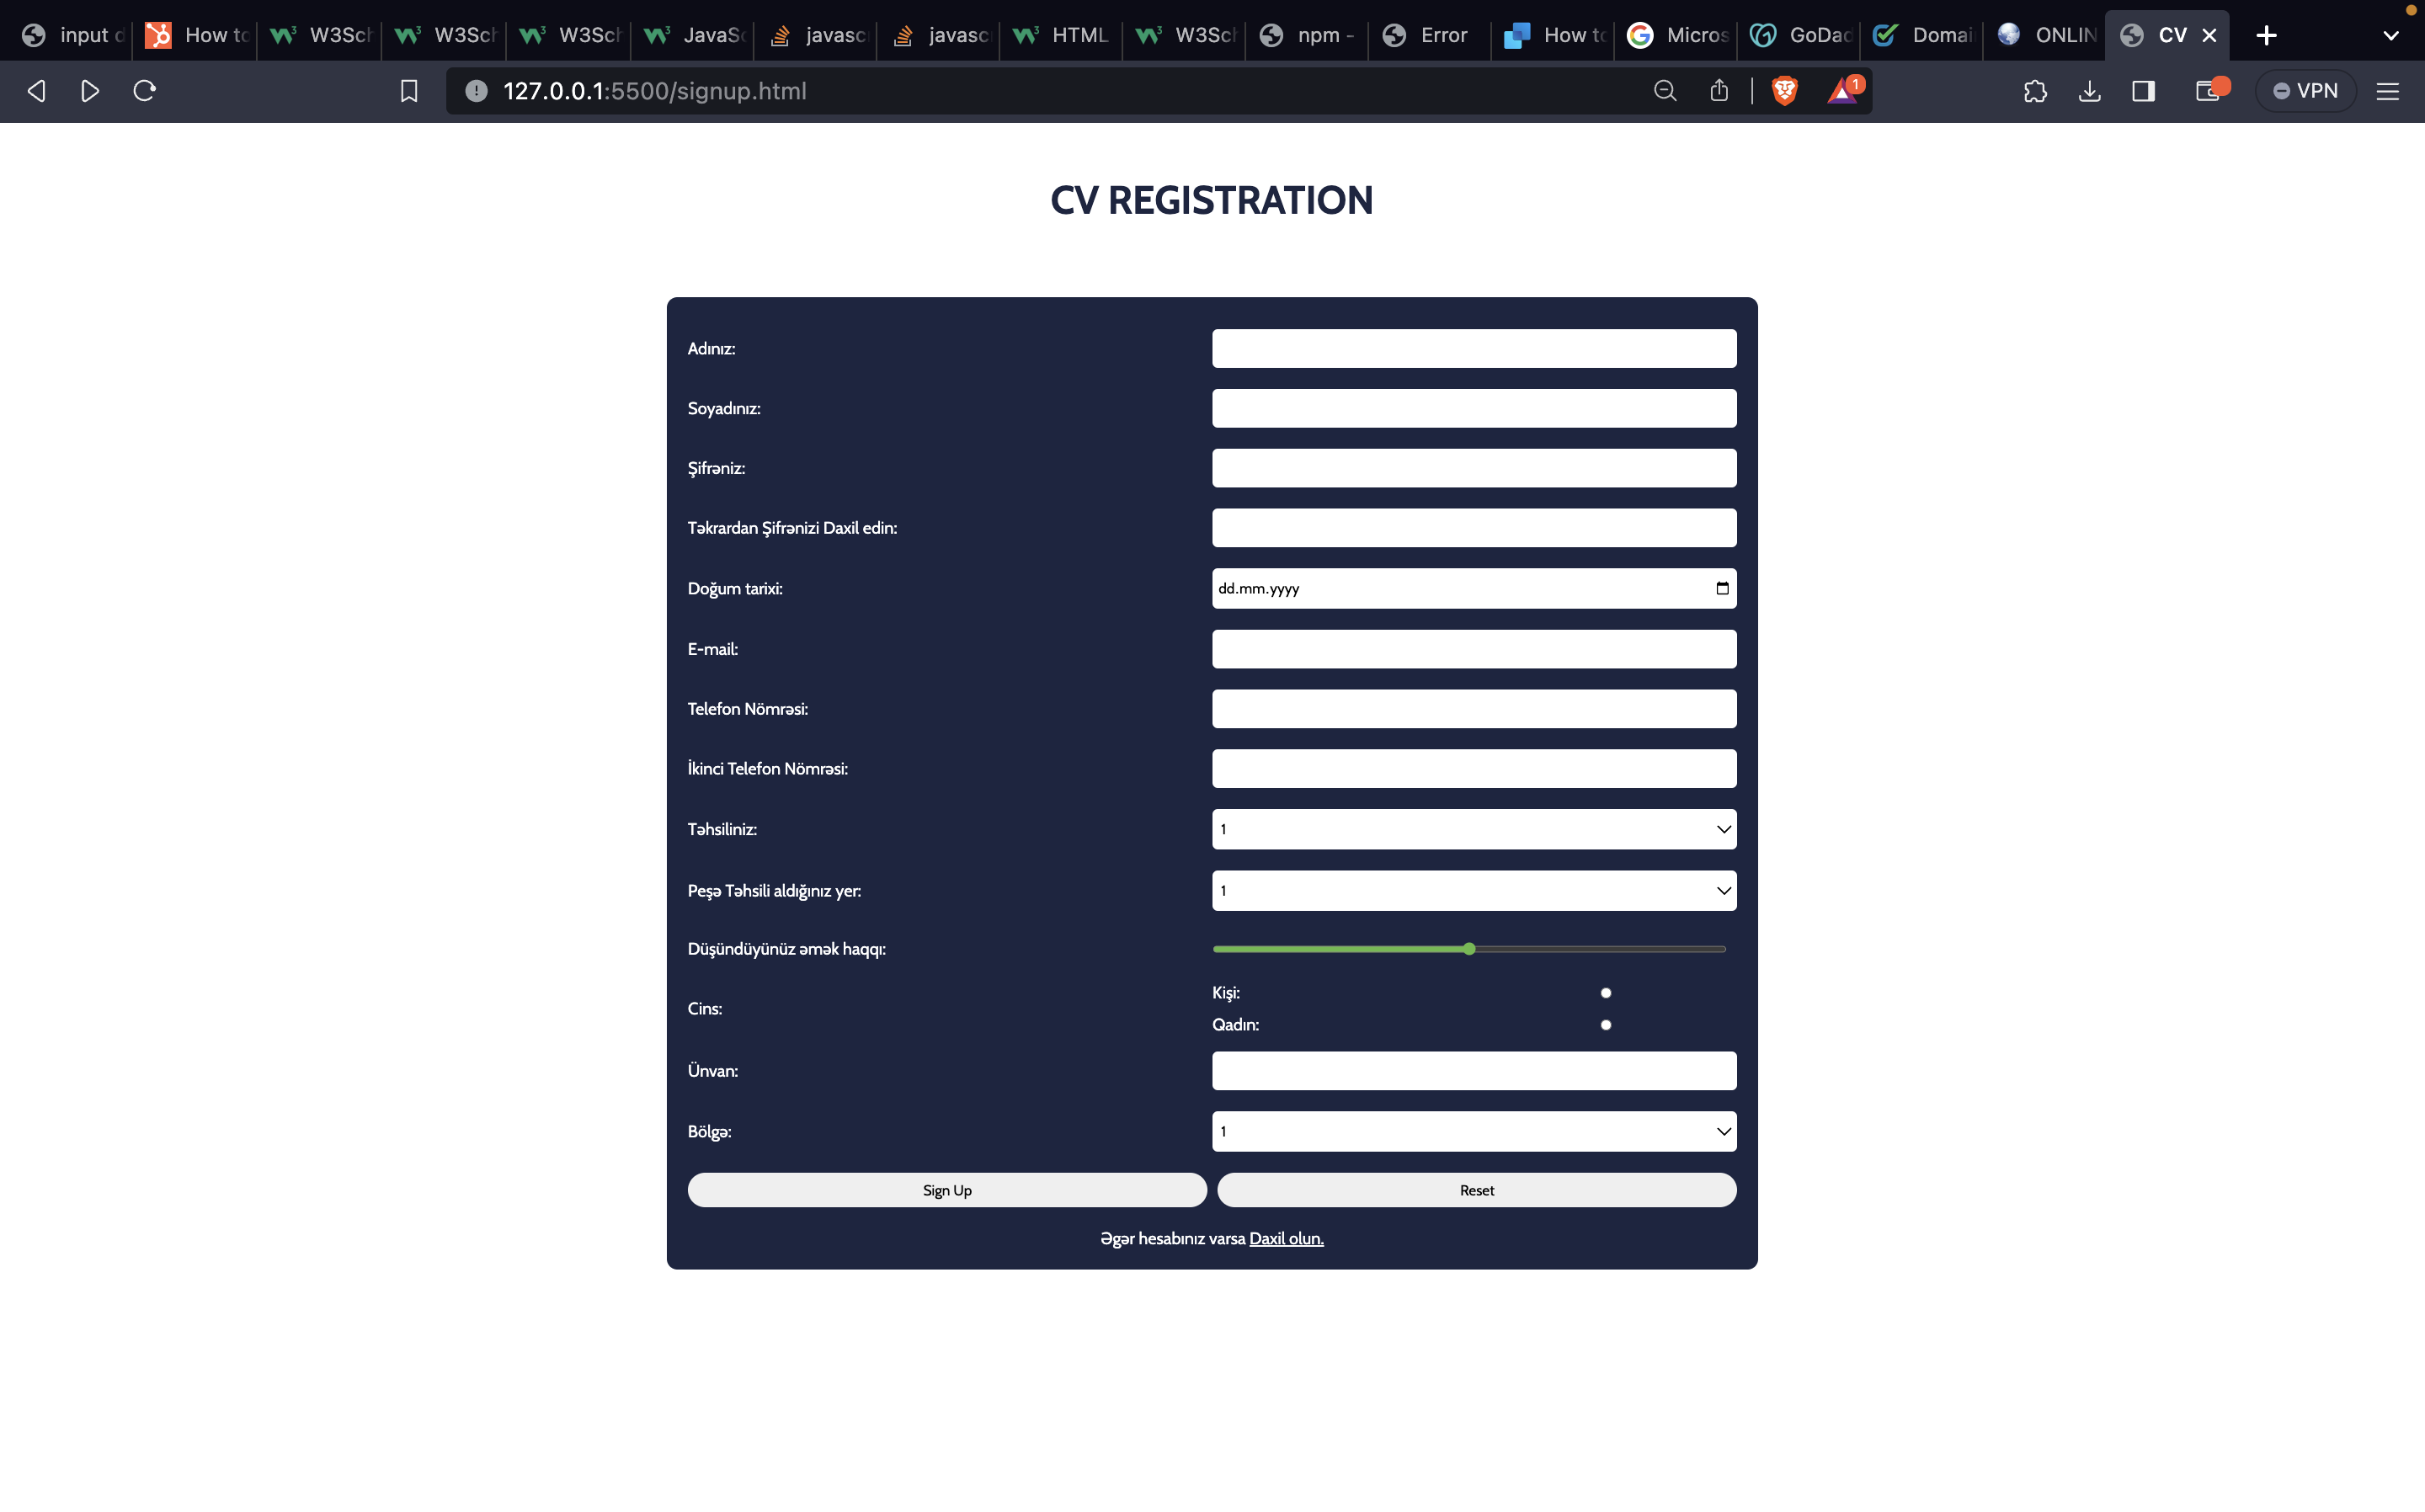 input How to W3Sch W3Sch W3Sch JavaSc javasc javasc HTML W3Sch npm - Error How to Micros GoDad Domai ONLIN CV
127.0.0.1:5500/signup.html 1 VPN
CV REGISTRATION
Adınız:
Soyadınız:
Şifrəniz:
Təkrardan Şifrənizi Daxil edin:
Doğum tarixi: dd.mm.yyyy
E-mail:
Telefon Nömrəsi:
İkinci Telefon Nömrəsi:
Təhsiliniz: 1
Peşə Təhsili aldığınız yer: 1
Düşündüyünüz əmək haqqı:
Kişi:
Cins:
Qadın:
Ünvan:
Bölgə: 1
Sign Up Reset
Əgər hesabınız varsa Daxil olun.